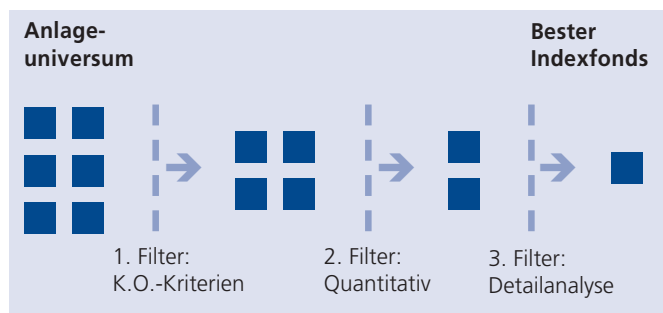 Anlage-
universum
Bester
Indexfonds
1. Filter:
K.O.-Kriterien
2. Filter:
Quantitativ
3. Filter:
Detailanalyse